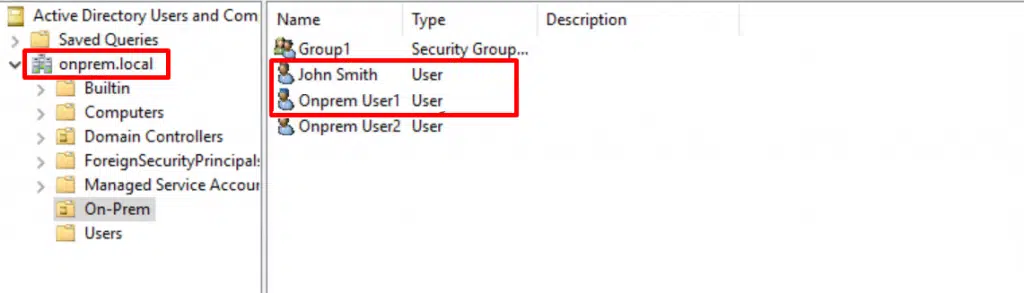 Active Directory Users and Com
Saved Queries
onprem.local
Builtin
Computers
Domain Controllers
ForeignSecurityPrincipals
Managed Service Accour
On-Prem
Users
Name Type Description
Group1 Security Group...
John Smith User
Onprem User1 User
Onprem User2 User